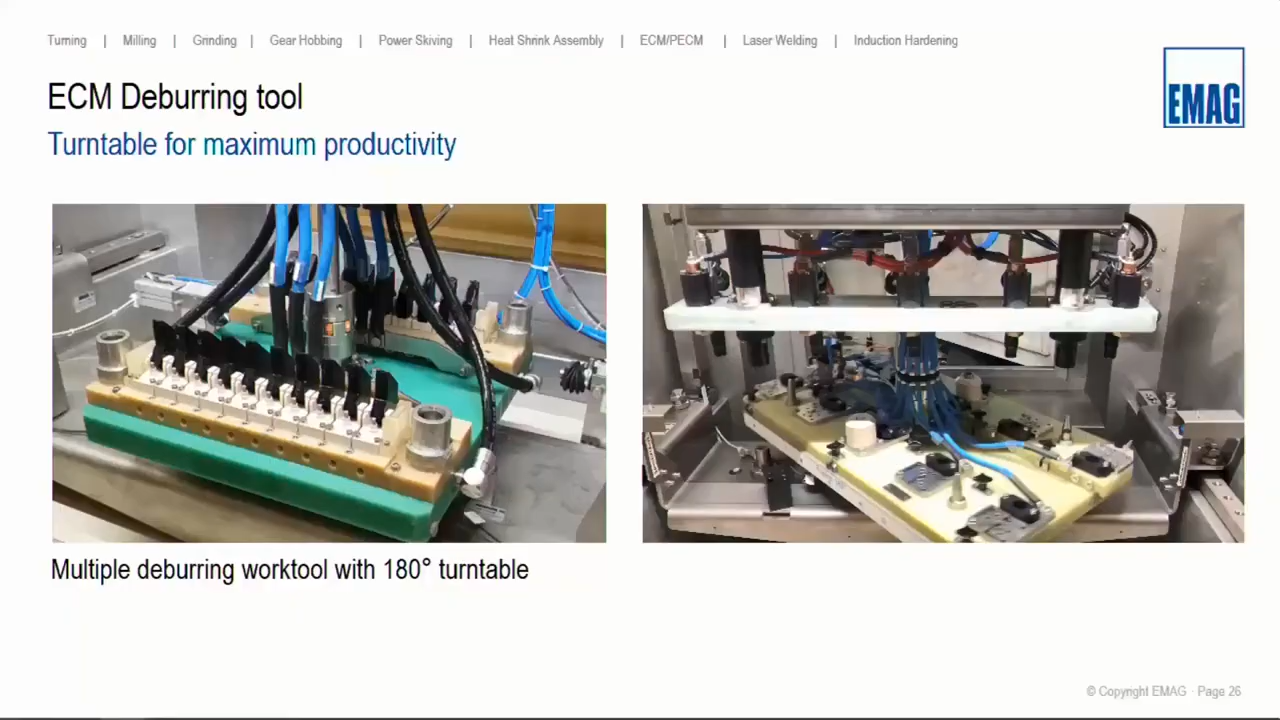 Turning | Milling | Grinding | Gear Hobbing | Power Skiving | Heat Shrink Assembly | ECM/PECM | Laser Welding | Induction Hardening
EMAG
ECM Deburring tool
Turntable for maximum productivity
Multiple deburring worktool with 180° turntable
© Copyright EMAG · Page 26